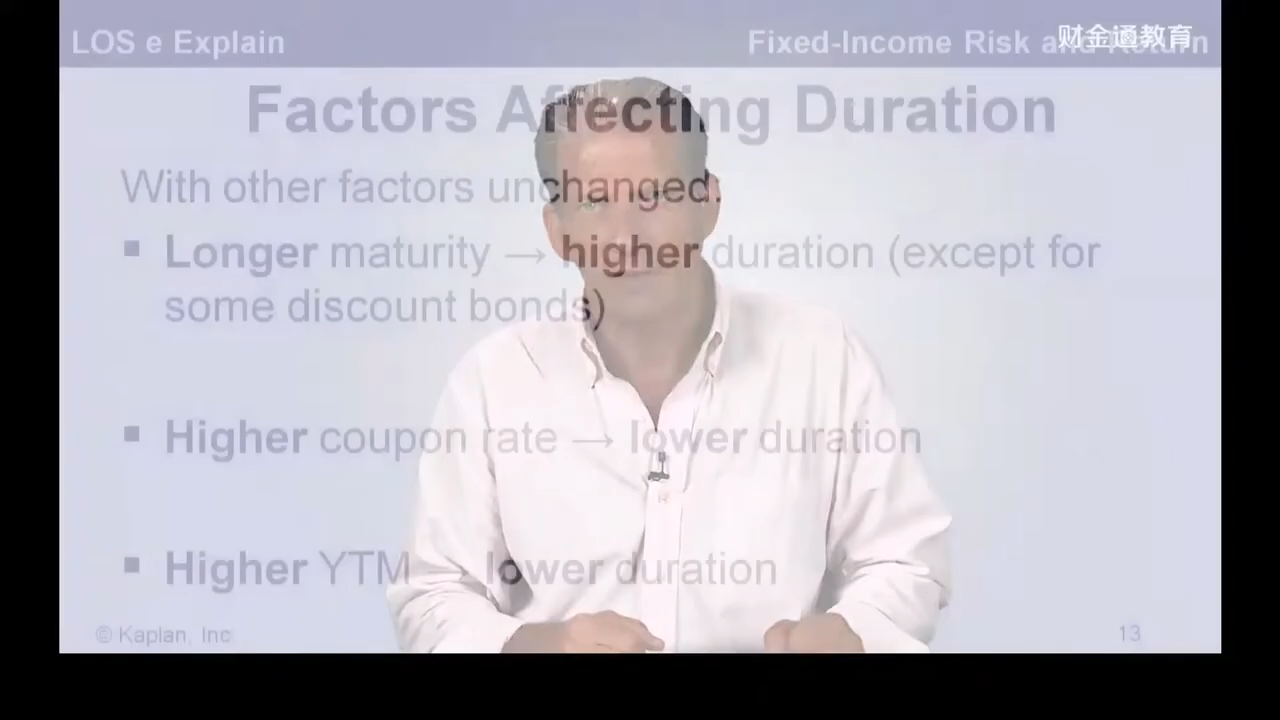 LOS e Explain
Fixed-Income Risk and Return
财金通教育
Factors Affecting Duration
With other factors unchanged:
▪ Longer maturity → higher duration (except for
some discount bonds)
▪ Higher coupon rate → lower duration
▪ Higher YTM → lower duration
© Kaplan, Inc
13